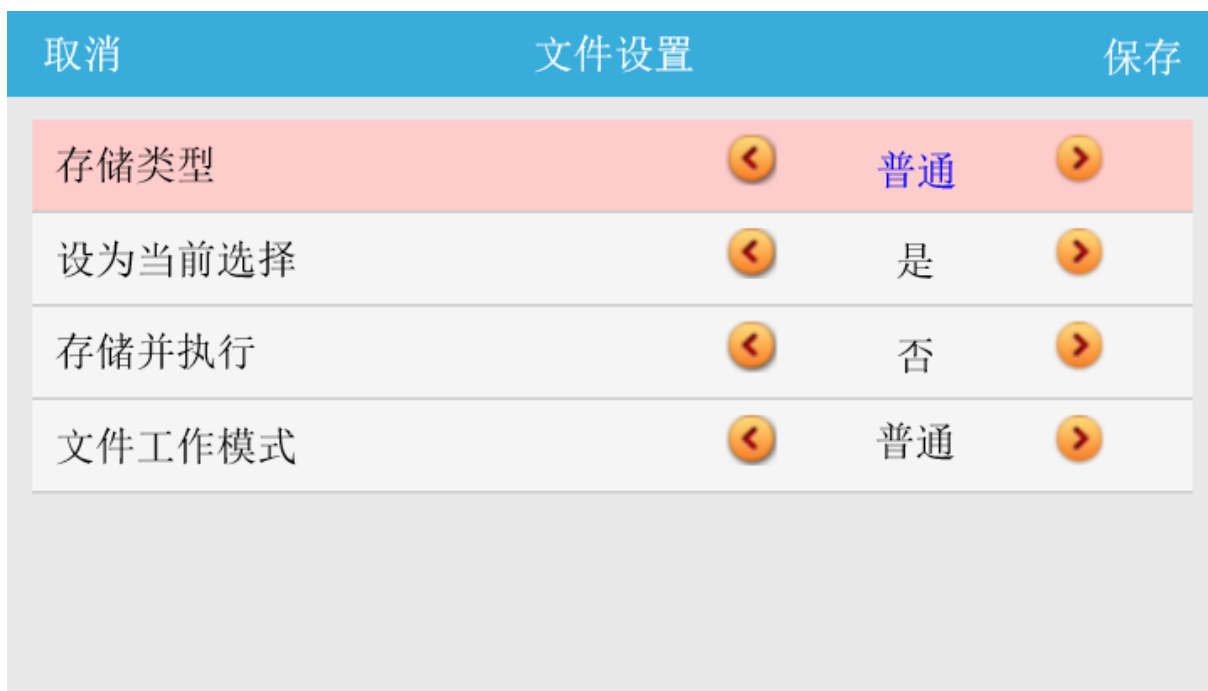 取消 文件设置 保存
存储类型 普通
设为当前选择 是
存储并执行 否
文件工作模式 普通